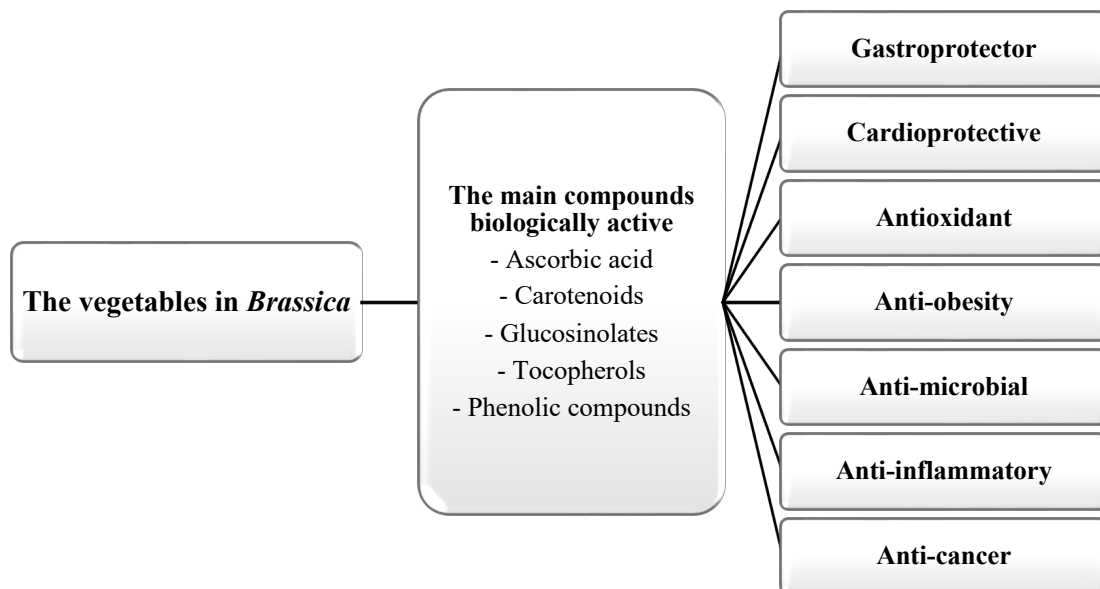 The vegetables in Brassica
The main compounds
biologically active
- Ascorbic acid
- Carotenoids
- Glucosinolates
- Tocopherols
- Phenolic compounds
Gastroprotector
Cardioprotective
Antioxidant
Anti-obesity
Anti-microbial
Anti-inflammatory
Anti-cancer